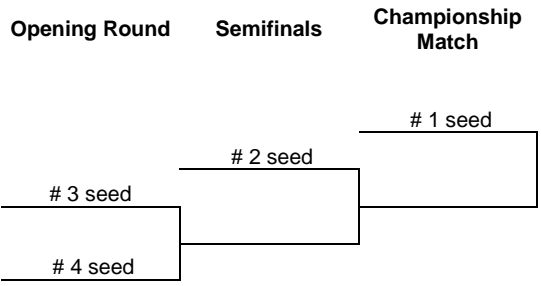 Opening Round
Semifinals
Championship
Match
# 1 seed
# 2 seed
# 3 seed
# 4 seed